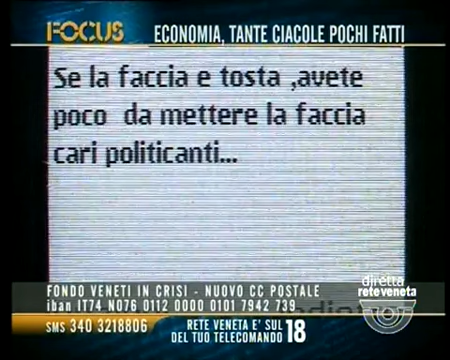 FOCUS
ECONOMIA, TANTE CIACOLE POCHI FATTI
Se la faccia e tosta ,avete
poco da mettere la faccia
cari politicanti...
FONDO VENETI IN CRISI - NUOVO CC POSTALE
iban IT74 N076 0112 0000 0101 7942 739
diretta
reteveneta
SMS 340 3218806
RETE VENETA E' SUL
DEL TUO TELECOMANDO
18